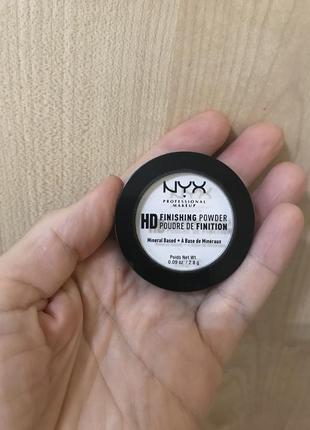 NYX
PROFESSIONAL
MAKEUP
HD FINISHING POWDER
POUDRE DE FINITION
Mineral Based • A Base de Mineraux
Poids Net Wt.
0.09 oz / 2.8 g